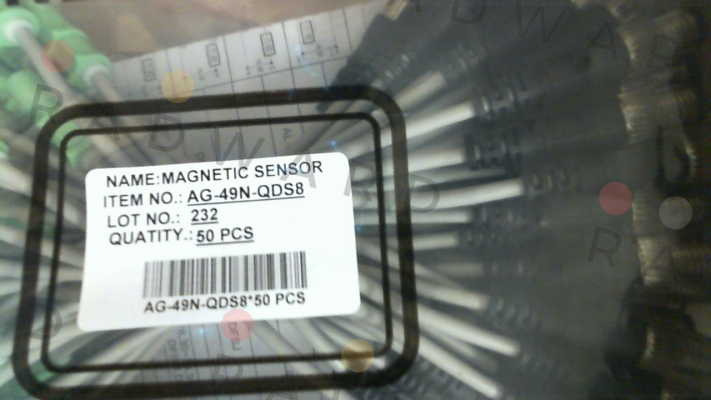 NAME:MAGNETIC SENSOR
ITEM NO.: AG-49N-QDS8
LOT NO.: 232
QUATITY.: 50 PCS
AG-49N-QDS8*50 PCS